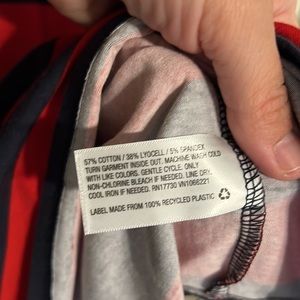 57% COTTON / 38% LYOCELL / 5% SPANDEX
TURN GARMENT INSIDE OUT. MACHINE WASH COLD
WITH LIKE COLORS. GENTLE CYCLE. ONLY
NON-CHLORINE BLEACH IF NEEDED. LINE DRY.
COOL IRON IF NEEDED. RN17730 VN1066221
LABEL MADE FROM 100% RECYCLED PLASTIC